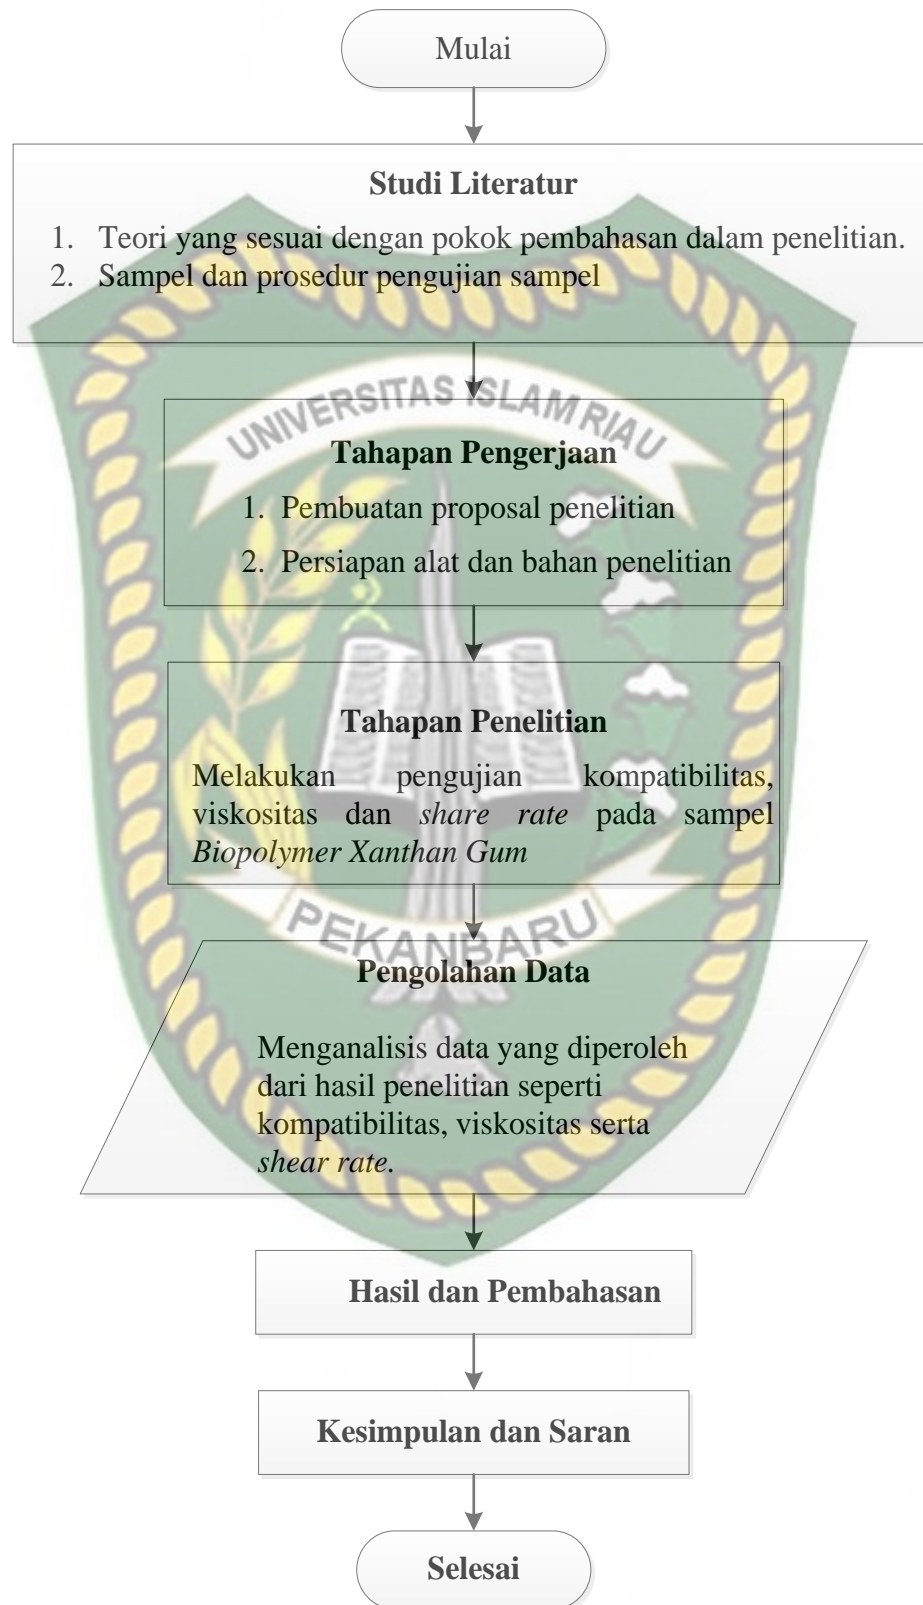 Mulai
Studi Literatur
1. Teori yang sesuai dengan pokok pembahasan dalam penelitian.
2. Sampel dan prosedur pengujian sampel
UNIVERSITAS ISLAM RIAU
Tahapan Pengerjaan
1. Pembuatan proposal penelitian
2. Persiapan alat dan bahan penelitian
Tahapan Penelitian
Melakukan pengujian kompatibilitas,
viskositas dan share rate pada sampel
Biopolymer Xanthan Gum
PEKANBARU
Pengolahan Data
Menganalisis data yang diperoleh
dari hasil penelitian seperti
kompatibilitas, viskositas serta
shear rate.
Hasil dan Pembahasan
Kesimpulan dan Saran
Selesai